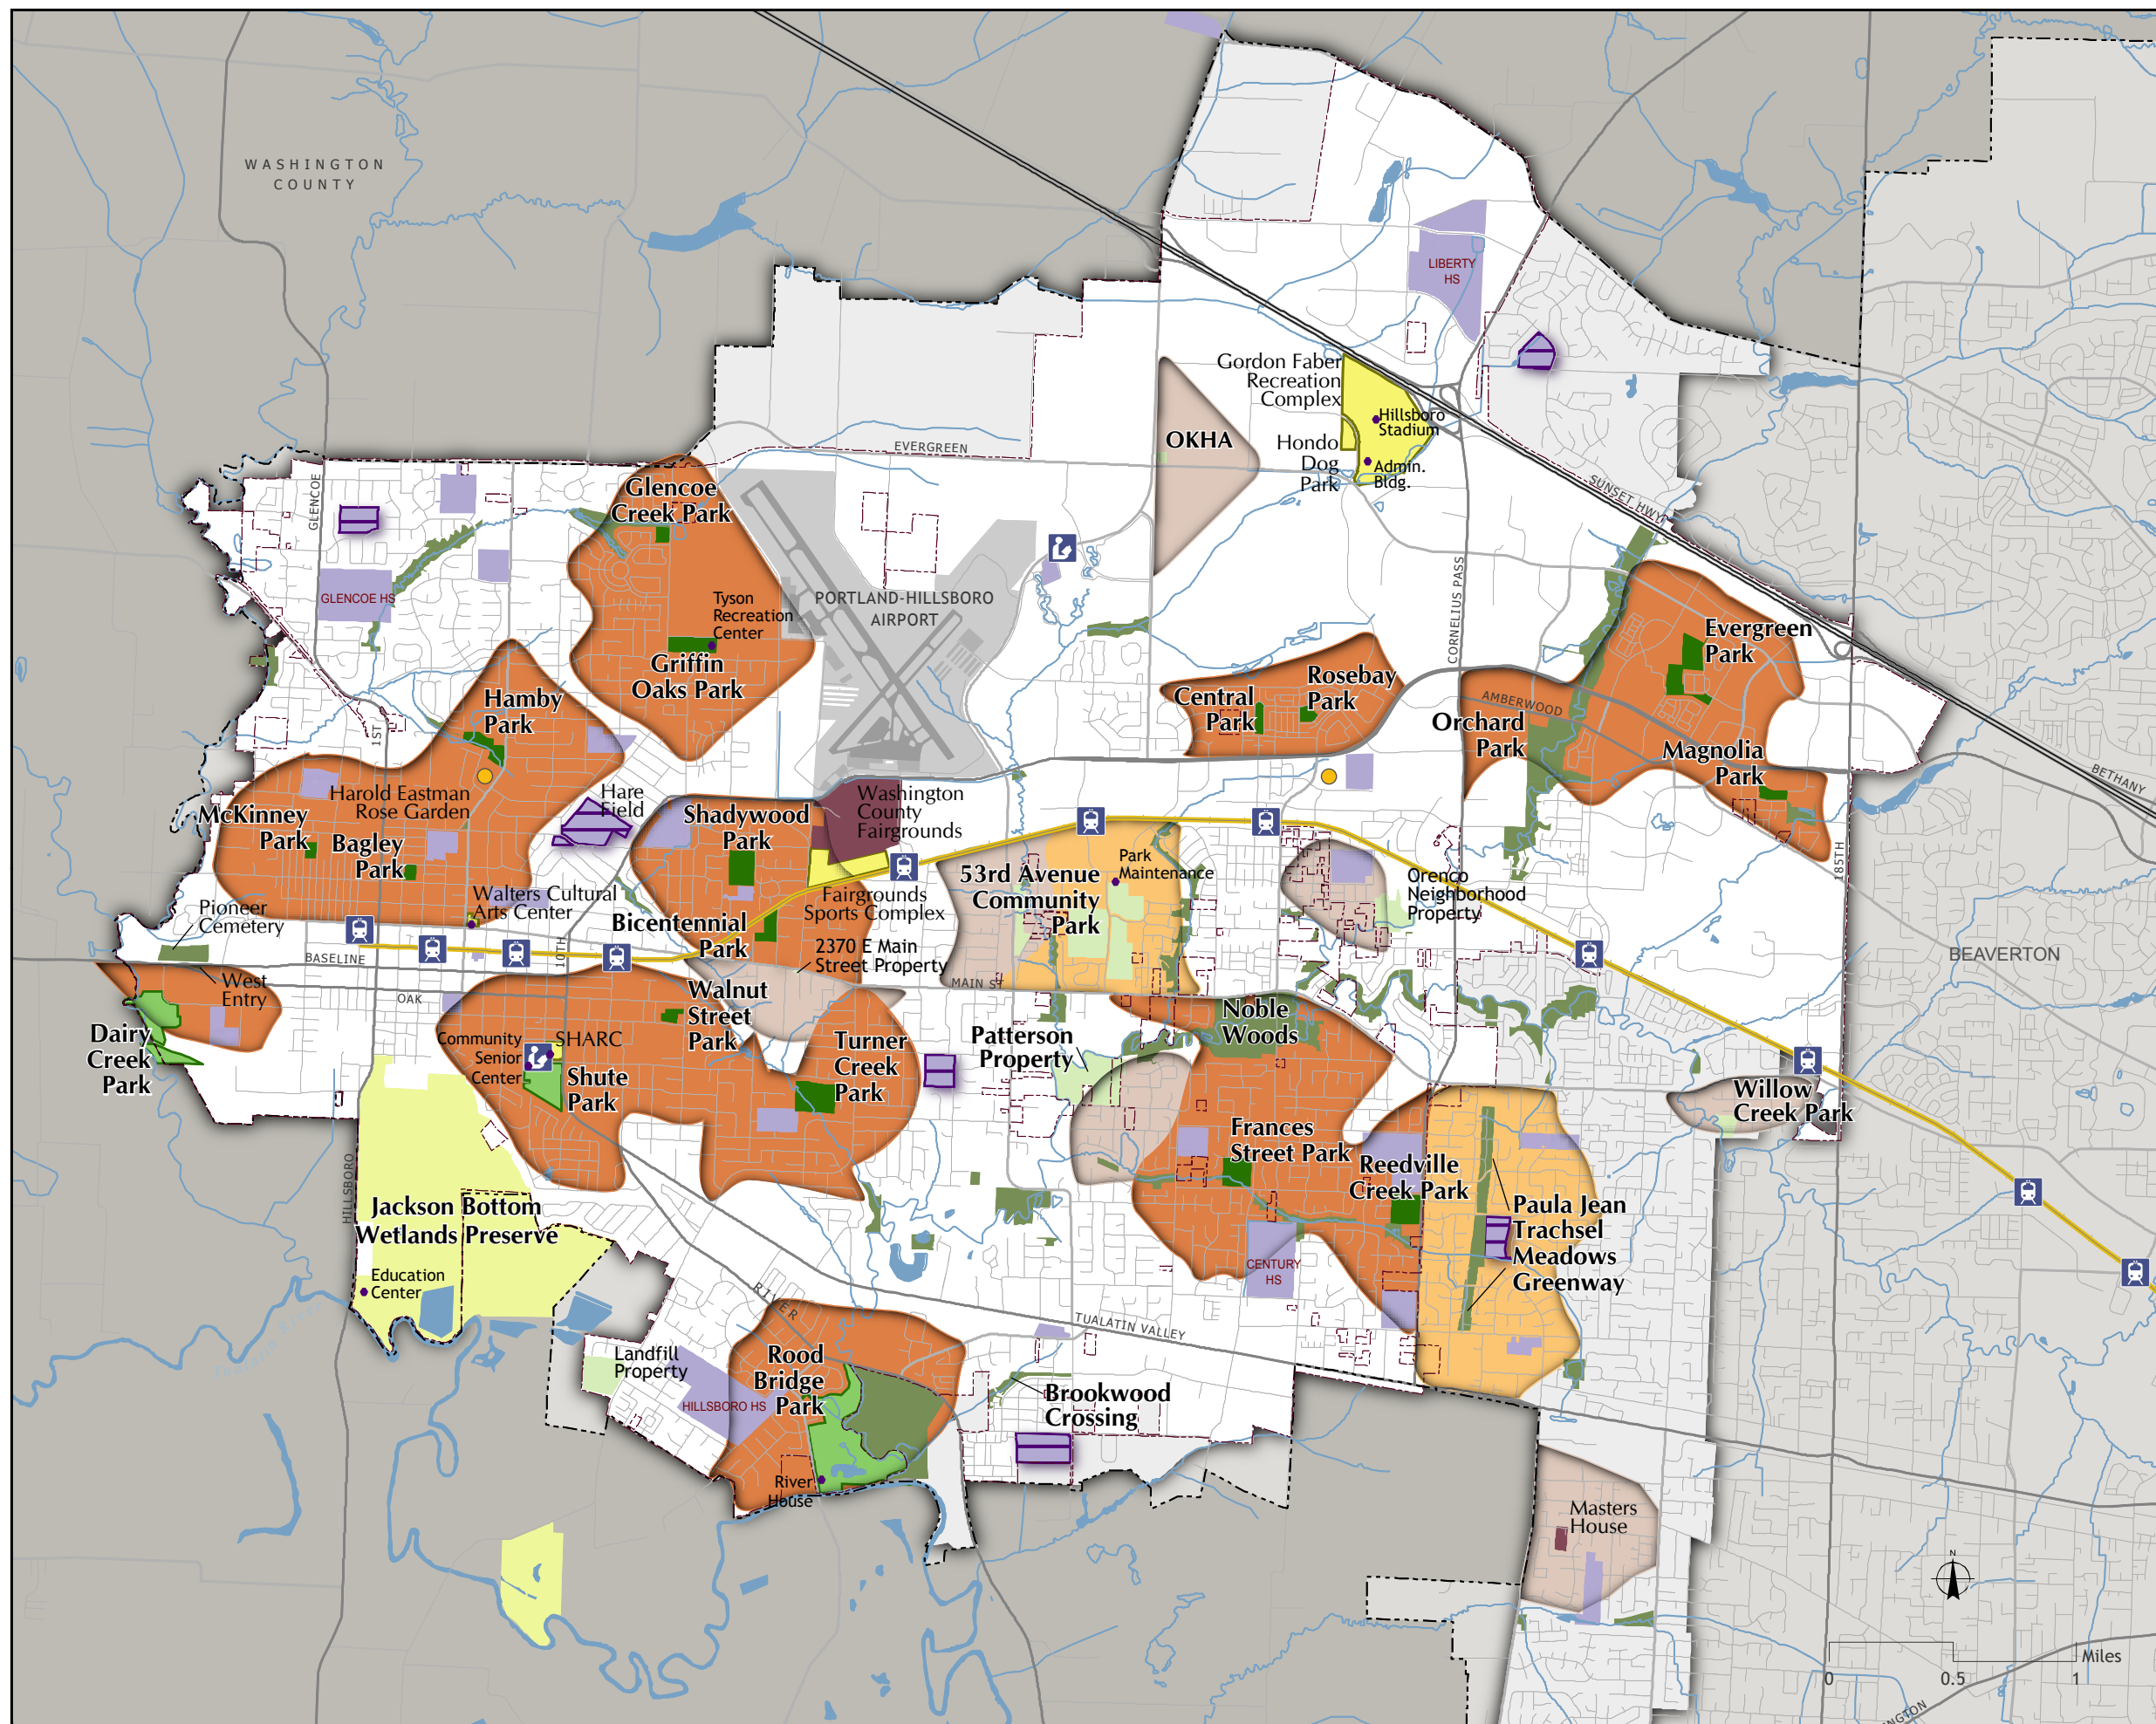 WASHINGTON
COUNTY
LIBERTY
HS
Gordon Faber
Recreation
Complex
Hillsboro
Stadium
OKHA
Hondo
Dog
Park
Admin.
Bldg.
EVERGREEN
SUNSET HWY
GLENCOE
Glencoe
Creek Park
GLENCOE HS
Tyson
Recreation
Center
PORTLAND-HILLSBORO
AIRPORT
CORNELIUS PASS
Griffin
Oaks Park
Evergreen
Park
Hamby
Park
Central
Park
Rosebay
Park
AMBERWOOD
Orchard
Park
1ST
Magnolia
Park
BETHANY
Harold Eastman
Rose Garden
Hare
Field
McKinney
Park
Bagley
Park
Shadywood
Park
Washington
County
Fairgrounds
185TH
Park
Maintenance
53rd Avenue
Community
Park
Orenco
Neighborhood
Property
Walters Cultural
Arts Center
Fairgrounds
Sports Complex
Pioneer
Cemetery
Bicentennial
Park
10TH
2370 E Main
Street Property
BASELINE
BEAVERTON
West
Entry
OAK
MAIN ST
Walnut
Street
Park
Noble
Woods
Dairy
Creek
Park
Community
Senior
Center
SHARC
Turner
Creek
Park
Patterson
Property
Shute
Park
Willow
Creek Park
Frances
Street Park
Reedville
Creek Park
HILLSBORO
Jackson Bottom
Wetlands Preserve
Paula Jean
Trachsel
Meadows
Greenway
Education
Center
CENTURY
HS
RIVER
TUALATIN VALLEY
Landfill
Property
Rood
Bridge
Park
HILLSBORO HS
Brookwood
Crossing
River
House
Masters
House
N
Miles
0
0.5
1